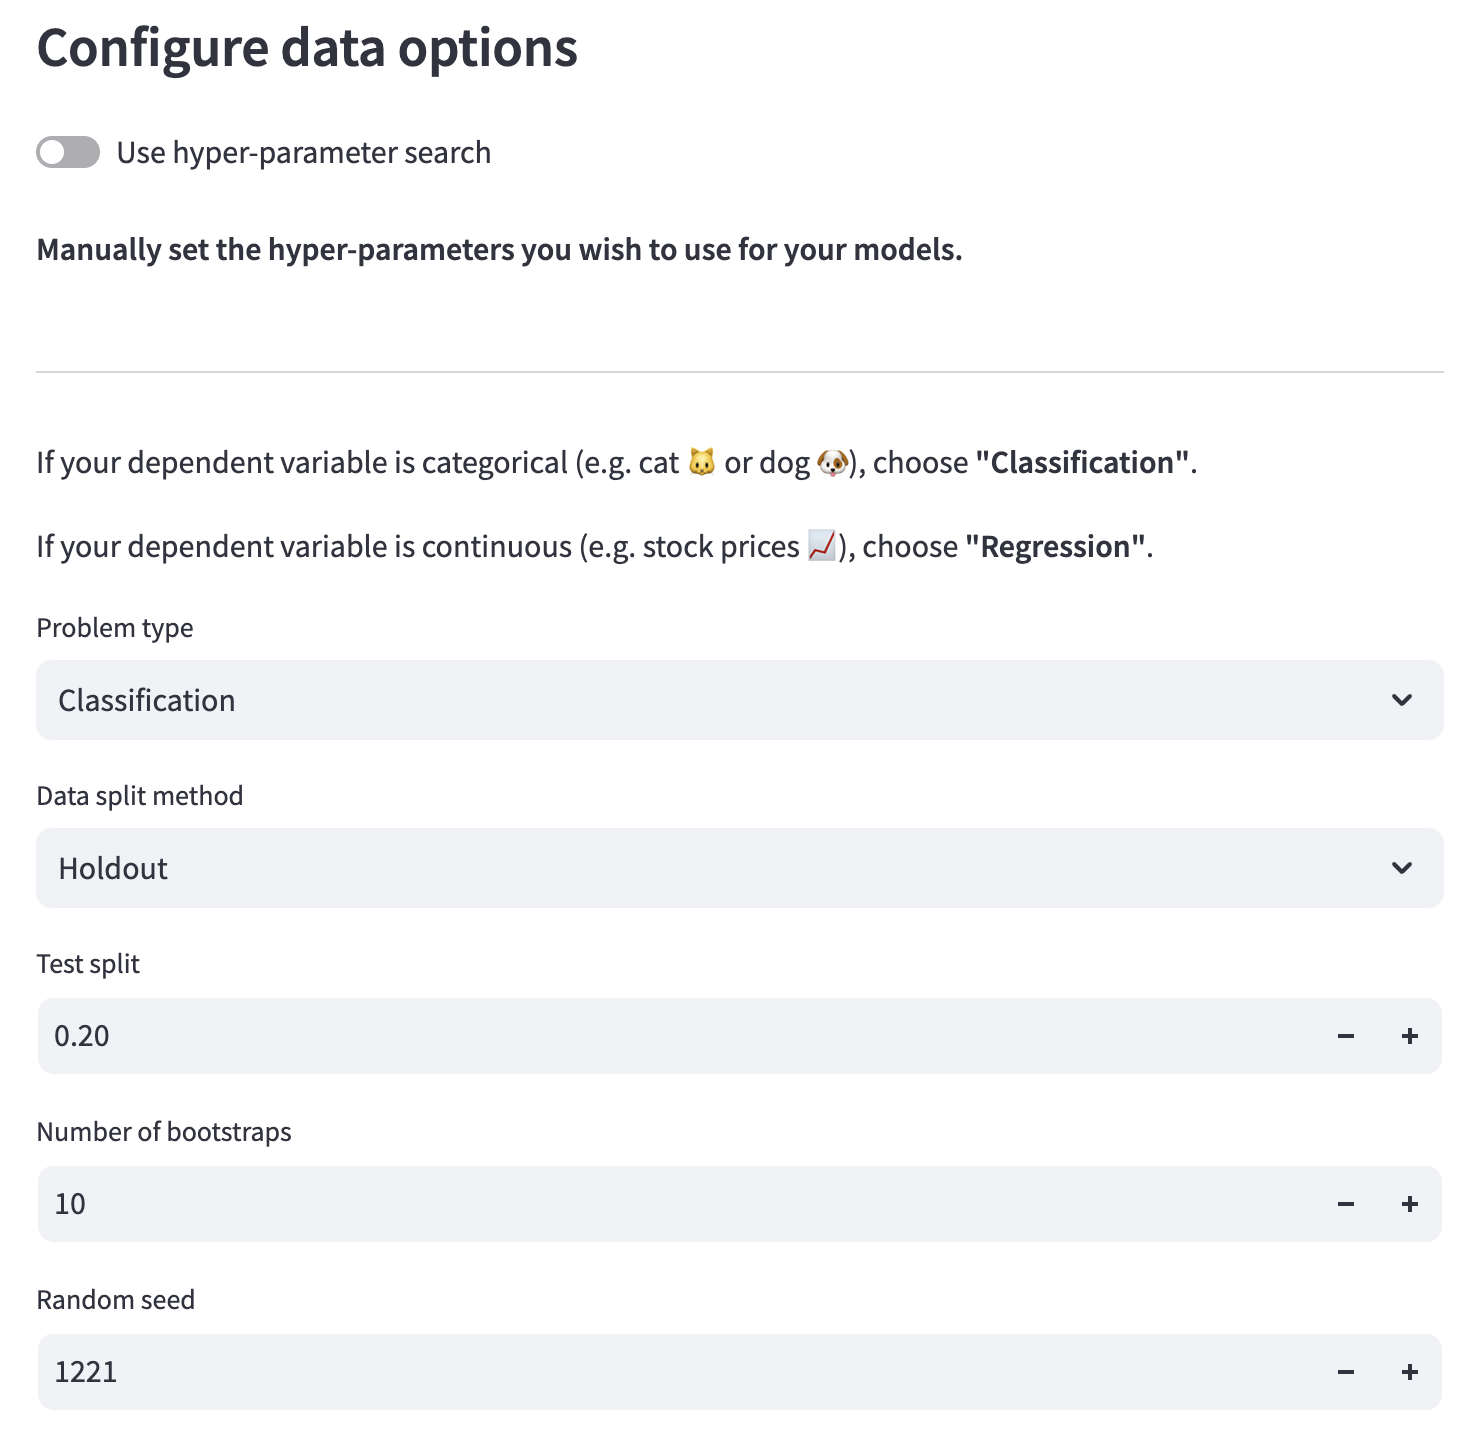 Configure data options
Use hyper-parameter search
Manually set the hyper-parameters you wish to use for your models.
If your dependent variable is categorical (e.g. cat 🐱 or dog 🐶), choose "Classification".
If your dependent variable is continuous (e.g. stock prices 📈), choose "Regression".
Problem type
Classification
Data split method
Holdout
Test split
0.20
Number of bootstraps
10
Random seed
1221